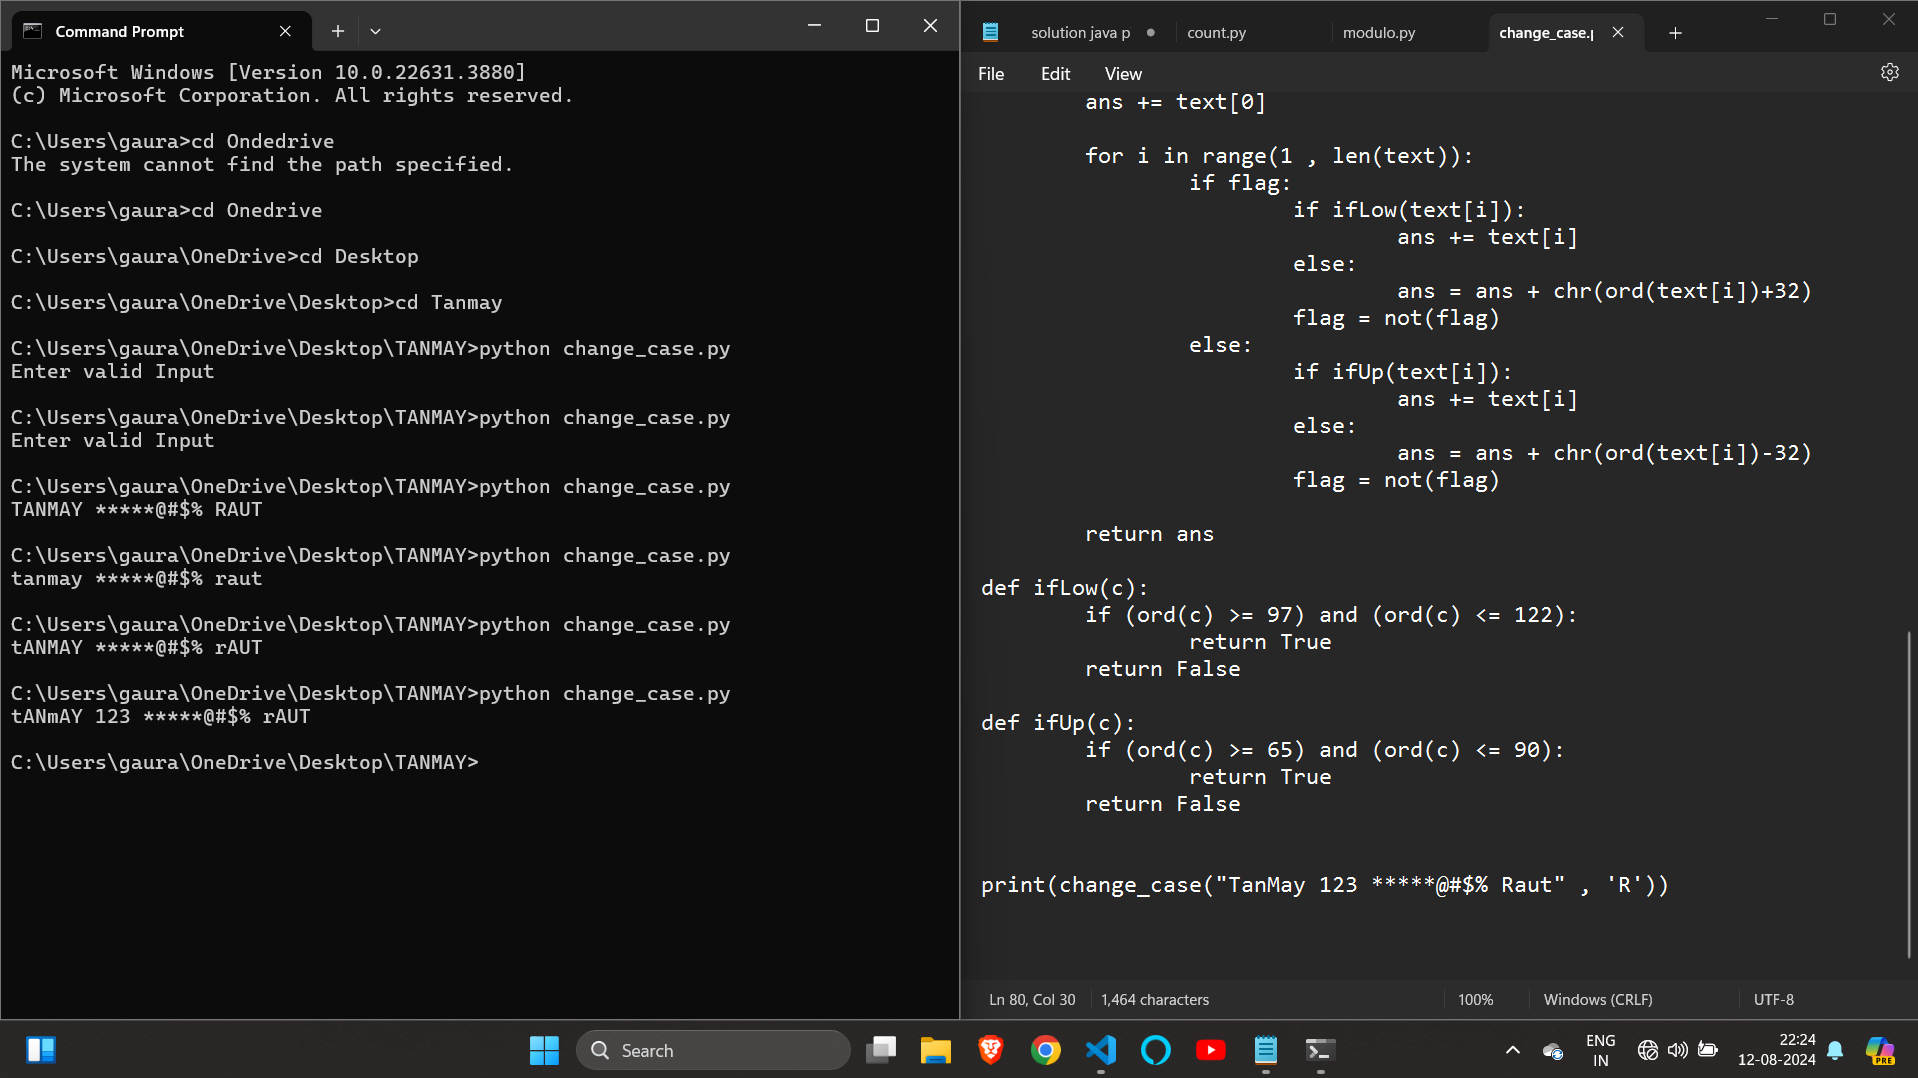 Command Prompt
Microsoft Windows [Version 10.0.22631.3880]
(c) Microsoft Corporation. All rights reserved.
C:\Users\gaura>cd Ondedrive
The system cannot find the path specified.
C:\Users\gaura>cd Onedrive
C:\Users\gaura\OneDrive>cd Desktop
C:\Users\gaura\OneDrive\Desktop>cd Tanmay
C:\Users\gaura\OneDrive\Desktop\TANMAY>python change_case.py
Enter valid Input
C:\Users\gaura\OneDrive\Desktop\TANMAY>python change_case.py
Enter valid Input
C:\Users\gaura\OneDrive\Desktop\TANMAY>python change_case.py
TANMAY *****@#$% RAUT
C:\Users\gaura\OneDrive\Desktop\TANMAY>python change_case.py
tanmay *****@#$% raut
C:\Users\gaura\OneDrive\Desktop\TANMAY>python change_case.py
tANMAY *****@#$% rAUT
C:\Users\gaura\OneDrive\Desktop\TANMAY>python change_case.py
tANmAY 123 *****@#$% rAUT
C:\Users\gaura\OneDrive\Desktop\TANMAY>
solution java p count.py modulo.py change_case.p
File Edit View
ans += text[0]
for i in range(1 , len(text)):
if flag:
if ifLow(text[i]):
ans += text[i]
else:
ans = ans + chr(ord(text[i])+32)
flag = not(flag)
else:
if ifUp(text[i]):
ans += text[i]
else:
ans = ans + chr(ord(text[i])-32)
flag = not(flag)
return ans
def ifLow(c):
if (ord(c) >= 97) and (ord(c) <= 122):
return True
return False
def ifUp(c):
if (ord(c) >= 65) and (ord(c) <= 90):
return True
return False
print(change_case("TanMay 123 *****@#$% Raut" , 'R'))
Ln 80, Col 30 1,464 characters 100% Windows (CRLF) UTF-8
Search
ENG
IN
22:24
12-08-2024
PRE